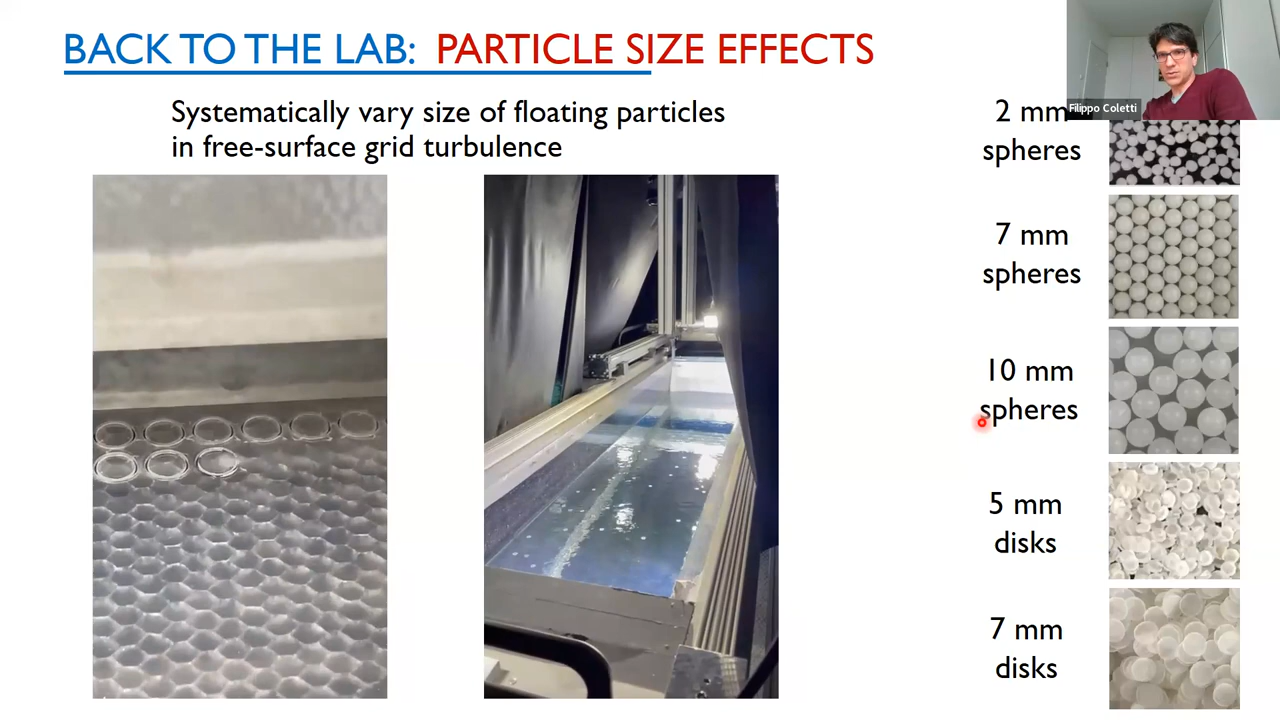 BACK TO THE LAB: PARTICLE SIZE EFFECTS
Systematically vary size of floating particles
in free-surface grid turbulence
Filippo Coletti
2 mm
spheres
7 mm
spheres
10 mm
spheres
5 mm
disks
7 mm
disks